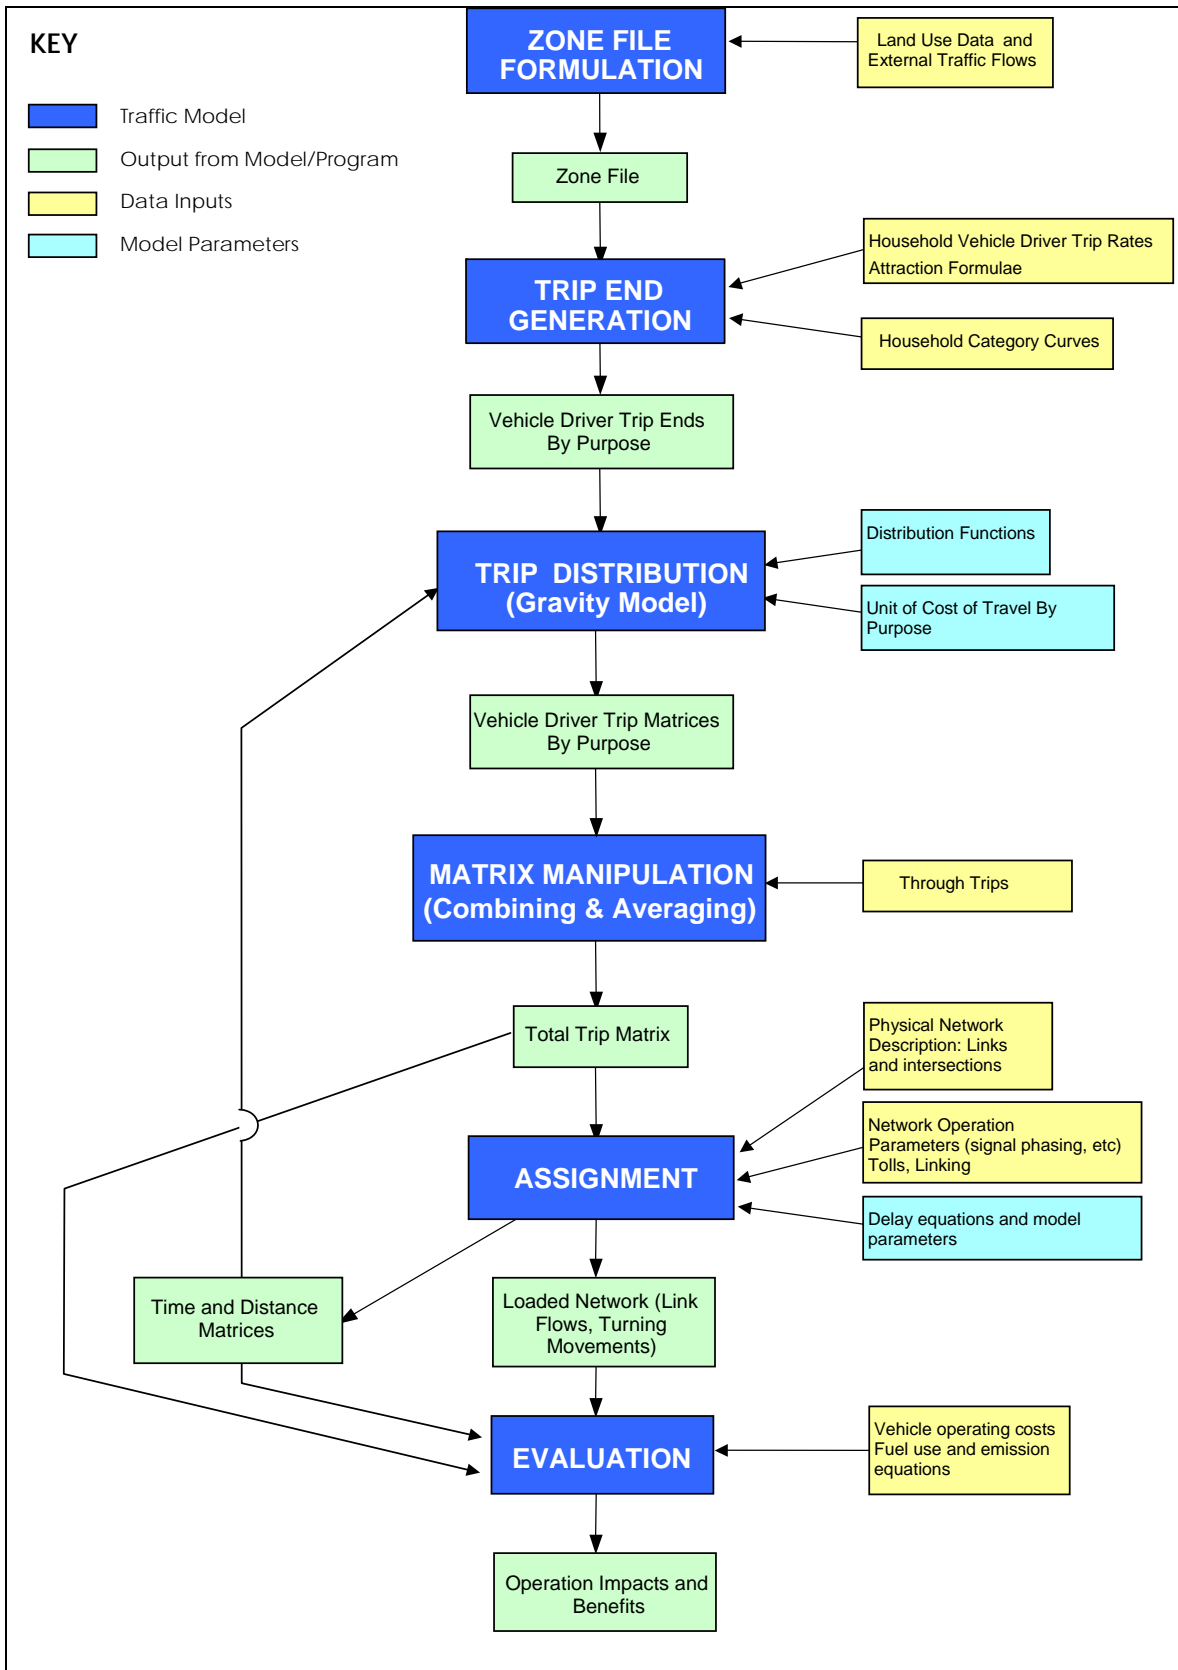 KEY
Traffic Model
Output from Model/Program
Data Inputs
Model Parameters
ZONE FILE
FORMULATION
Land Use Data and
External Traffic Flows
Zone File
TRIP END
GENERATION
Household Vehicle Driver Trip Rates
Attraction Formulae
Household Category Curves
Vehicle Driver Trip Ends
By Purpose
TRIP DISTRIBUTION
(Gravity Model)
Distribution Functions
Unit of Cost of Travel By
Purpose
Vehicle Driver Trip Matrices
By Purpose
MATRIX MANIPULATION
(Combining & Averaging)
Through Trips
Total Trip Matrix
Physical Network
Description: Links
and intersections
Network Operation
Parameters (signal phasing, etc)
Tolls, Linking
ASSIGNMENT
Delay equations and model
parameters
Time and Distance
Matrices
Loaded Network (Link
Flows, Turning
Movements)
EVALUATION
Vehicle operating costs
Fuel use and emission
equations
Operation Impacts and
Benefits